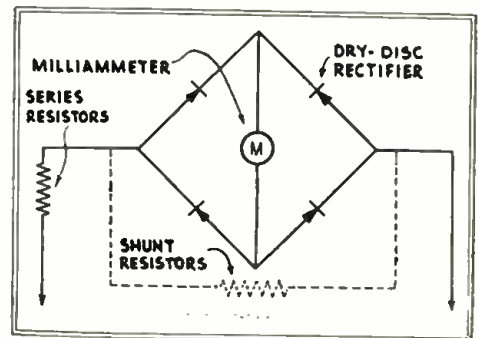 MILLIAMMETER
DRY-DISC
RECTIFIER
SERIES
RESISTORS
M
SHUNT
RESISTORS